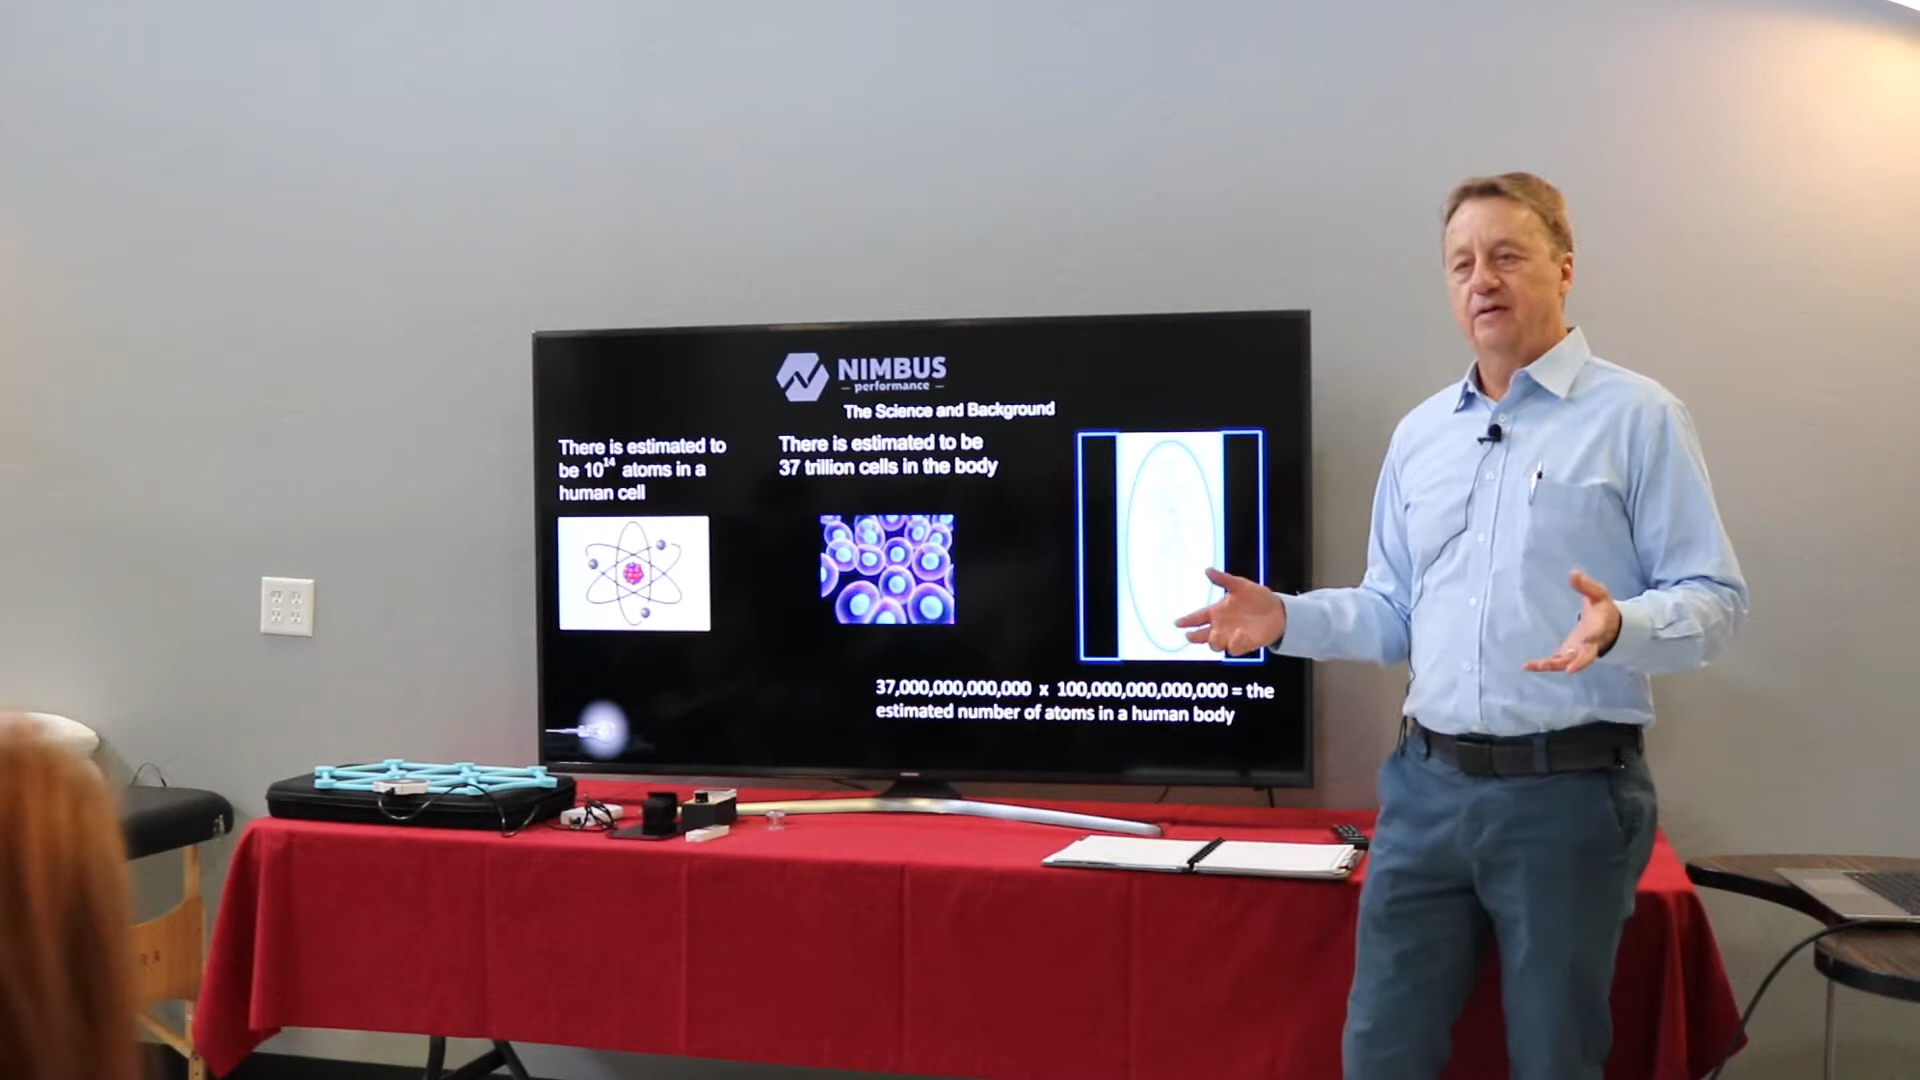 NIMBUS
performance
The Science and Background
There is estimated to
be 10¹⁴ atoms in a
human cell
There is estimated to be
37 trillion cells in the body
37,000,000,000,000 x 100,000,000,000,000 = the
estimated number of atoms in a human body